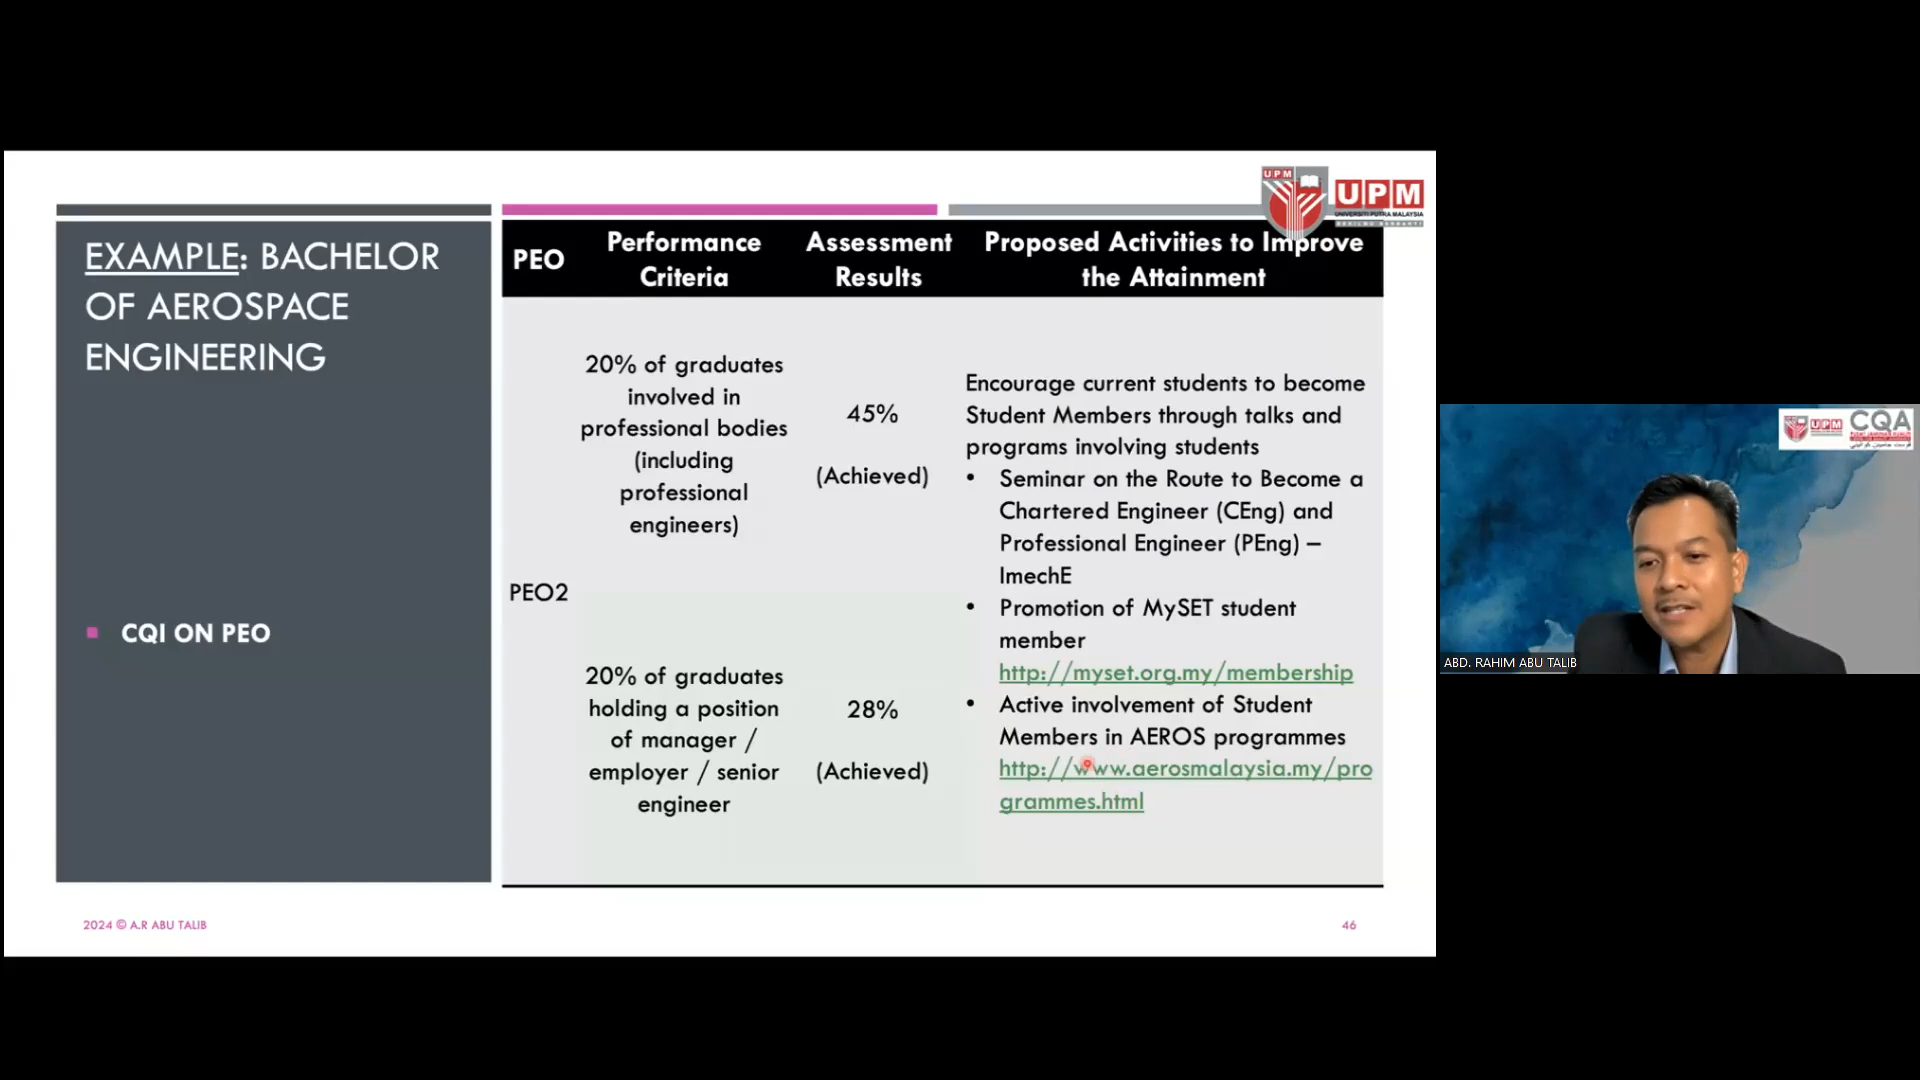 UPM
UPM
UNIVERSITI PUTRA MALAYSIA
EXAMPLE: BACHELOR
OF AEROSPACE
ENGINEERING
CQI ON PEO
PEO
Performance
Criteria
Assessment
Results
Proposed Activities to Improve
the Attainment
PEO2
20% of graduates
involved in
professional bodies
(including
professional
engineers)
45%
(Achieved)
20% of graduates
holding a position
of manager /
employer / senior
engineer
28%
(Achieved)
Encourage current students to become
Student Members through talks and
programs involving students
• Seminar on the Route to Become a
Chartered Engineer (CEng) and
Professional Engineer (PEng) –
ImechE
• Promotion of MySET student
member
http://myset.org.my/membership
• Active involvement of Student
Members in AEROS programmes
http://www.aerosmalaysia.my/pro
grammes.html
2024 © A.R ABU TALIB
46
UPM
CQA
ABD. RAHIM ABU TALIB